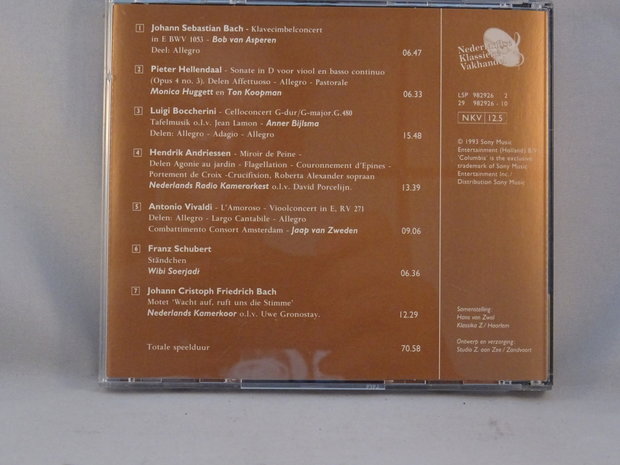 1 Johann Sebastian Bach - Klavecimbelconcert
in E BWV 1053 - Bob van Asperen
Deel: Allegro 06.47
2 Pieter Hellendaal - Sonate in D voor viool en basso continuo
(Opus 4 no. 3). Delen Affettuoso - Allegro - Pastorale
Monica Huggett en Ton Koopman 06.33
3 Luigi Boccherini - Celloconcert G-dur/G-major.G.480
Tafelmusik o.l.v. Jean Lamon - Anner Bijlsma
Delen: Allegro - Adagio - Allegro 15.48
4 Hendrik Andriessen - Miroir de Peine -
Delen Agonie au jardin - Flagellation - Couronnement d'Epines -
Portement de Croix -Crucifixion, Roberta Alexander sopraan
Nederlands Radio Kamerorkest o.l.v. David Porcelijn. 13.39
5 Antonio Vivaldi - L'Amoroso - Vioolconcert in E, RV 271
Delen: Allegro - Largo Cantabile - Allegro
Combattimento Consort Amsterdam - Jaap van Zweden 09.06
6 Franz Schubert
Ständchen
Wibi Soerjadi 06.36
7 Johann Cristoph Friedrich Bach
Motet 'Wacht auf, ruft uns die Stimme'
Nederlands Kamerkoor o.l.v. Uwe Gronostay. 12.29
Totale speelduur 70.58
LSP 982926 2
29 982926 - 10
NKV 12.5
© 1993 Sony Music
Entertainment (Holland) B.V.
'Columbia' is the exclusive
trademark of Sony Music
Entertainment Inc./
Distribution Sony Music
Samenstelling:
Hans van Zwol
Klassika Z / Haarlem
Ontwerp en verzorging:
Studio Z. aan Zee / Zandvoort